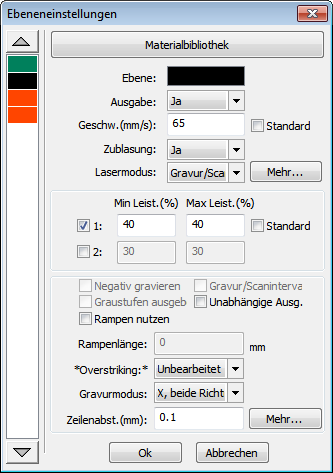 Ebeneneinstellungen
Materialbibliothek
Ebene:
Ausgabe: Ja
Geschw.(mm/s): 65 Standard
Zublasung: Ja
Lasermodus: Gravur/Scan Mehr...
Min Leist.(%) Max Leist.(%)
1: 40 40 Standard
2: 30 30
Negativ gravieren Gravur/Scaninterva
Graustufen ausgeb Unabhängige Ausg.
Rampen nutzen
Rampenlänge: 0 mm
*Overstriking:* Unbearbeitet
Gravurmodus: X, beide Richt
Zeilenabst.(mm): 0.1 Mehr...
Ok Abbrechen